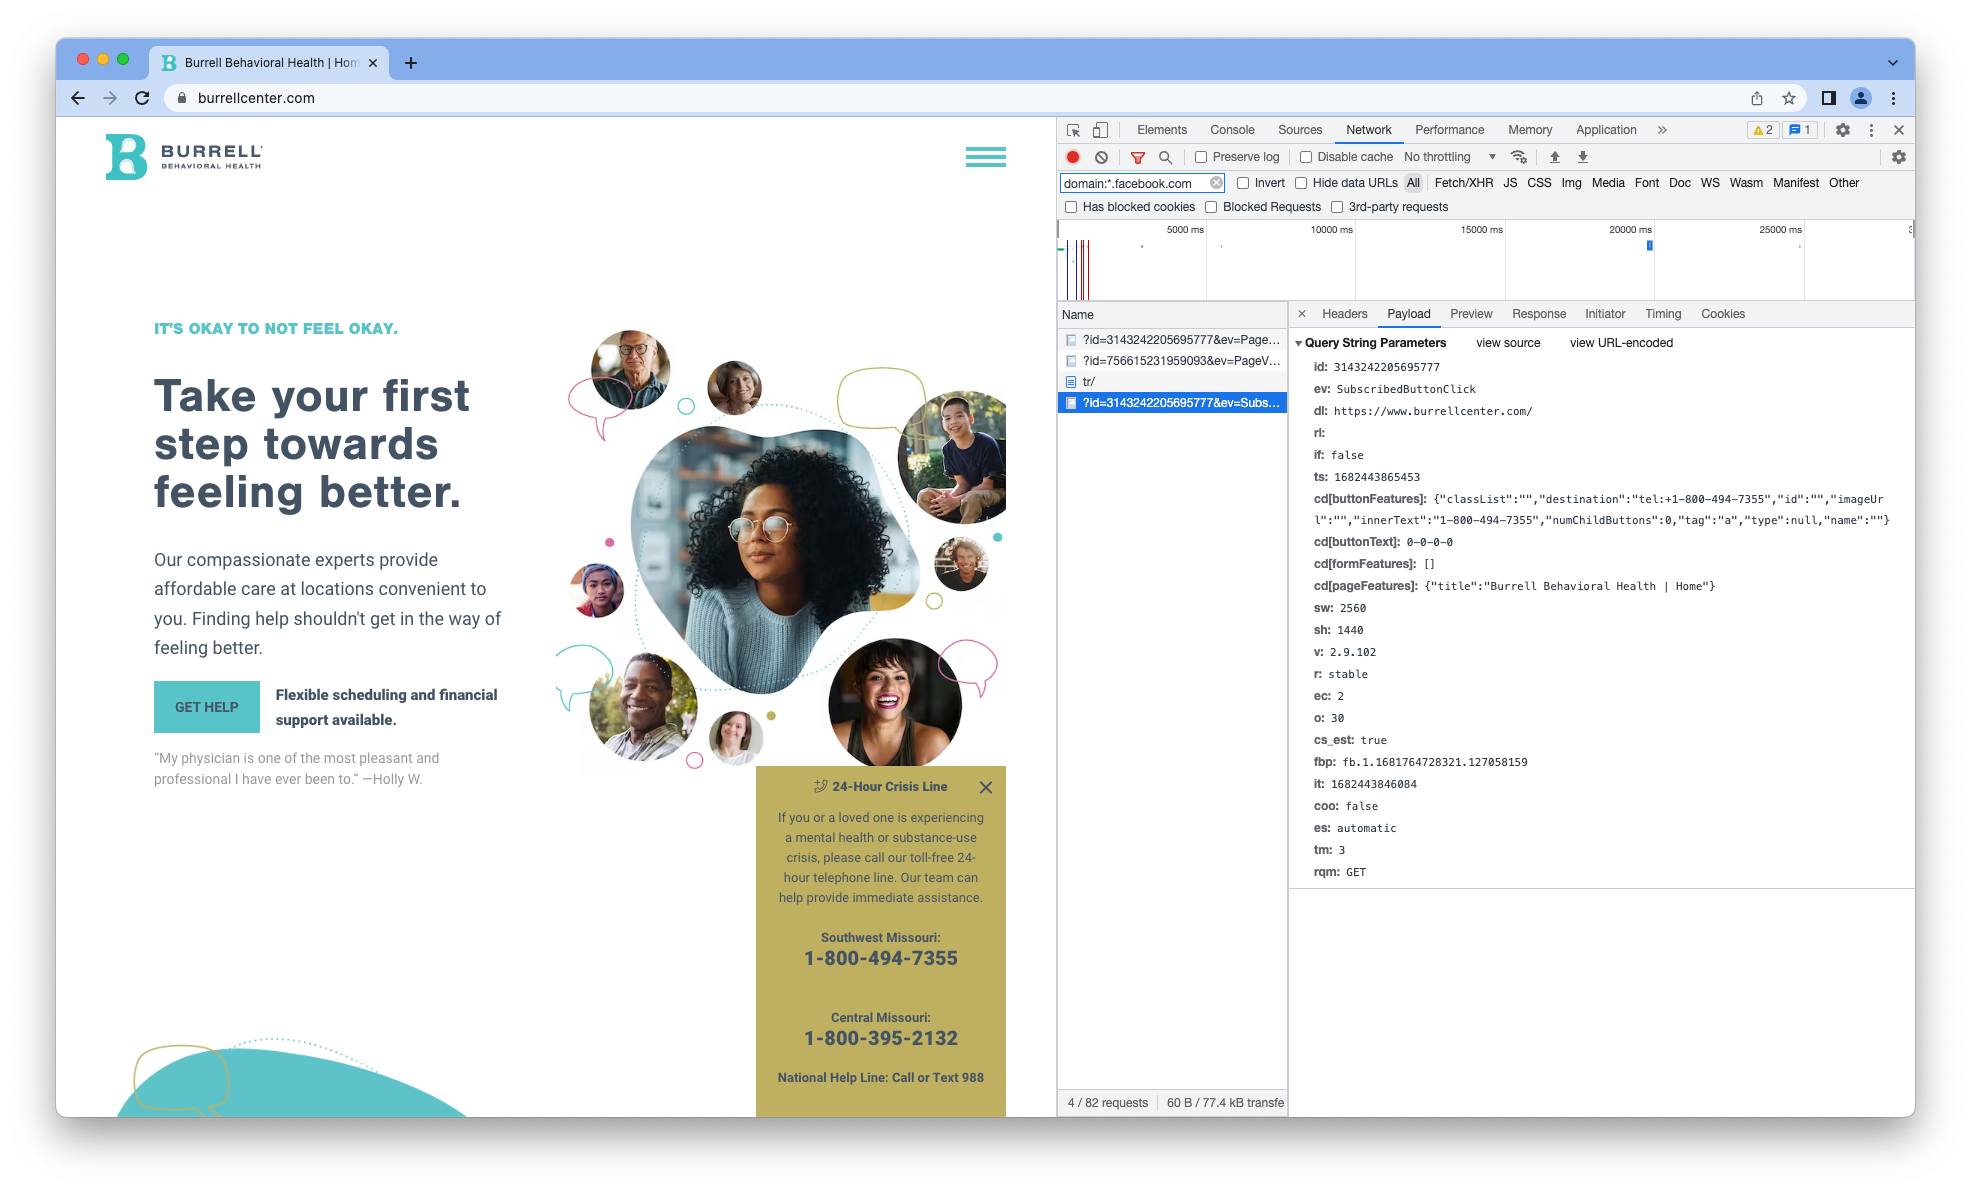 Burrell Behavioral Health | Hom
burrellcenter.com
BURRELL
BEHAVIORAL HEALTH
IT'S OKAY TO NOT FEEL OKAY.
Take your first
step towards
feeling better.
Our compassionate experts provide
affordable care at locations convenient to
you. Finding help shouldn't get in the way of
feeling better.
GET HELP
Flexible scheduling and financial
support available.
“My physician is one of the most pleasant and
professional I have ever been to.” —Holly W.
24-Hour Crisis Line
If you or a loved one is experiencing
a mental health or substance-use
crisis, please call our toll-free 24-
hour telephone line. Our team can
help provide immediate assistance.
Southwest Missouri:
1-800-494-7355
Central Missouri:
1-800-395-2132
National Help Line: Call or Text 988
Elements Console Sources Network Performance Memory Application » 2 1
Preserve log Disable cache No throttling
domain:*.facebook.com Invert Hide data URLs All Fetch/XHR JS CSS Img Media Font Doc WS Wasm Manifest Other
Has blocked cookies Blocked Requests 3rd-party requests
5000 ms 10000 ms 15000 ms 20000 ms 25000 ms
Name
?id=3143242205695777&ev=Page...
?id=756615231959093&ev=PageV...
tr/
?id=3143242205695777&ev=Subs...
4 / 82 requests 60 B / 77.4 kB transfe
Headers Payload Preview Response Initiator Timing Cookies
Query String Parameters view source view URL-encoded
id: 3143242205695777
ev: SubscribedButtonClick
dl: https://www.burrellcenter.com/
rl:
if: false
ts: 1682443865453
cd[buttonFeatures]: {"classList":"","destination":"tel:+1-800-494-7355","id":"","imageUr
l":"","innerText":"1-800-494-7355","numChildButtons":0,"tag":"a","type":null,"name":""}
cd[buttonText]: 0-0-0-0
cd[formFeatures]: []
cd[pageFeatures]: {"title":"Burrell Behavioral Health | Home"}
sw: 2560
sh: 1440
v: 2.9.102
r: stable
ec: 2
o: 30
cs_est: true
fbp: fb.1.1681764728321.127058159
it: 1682443846084
coo: false
es: automatic
tm: 3
rqm: GET